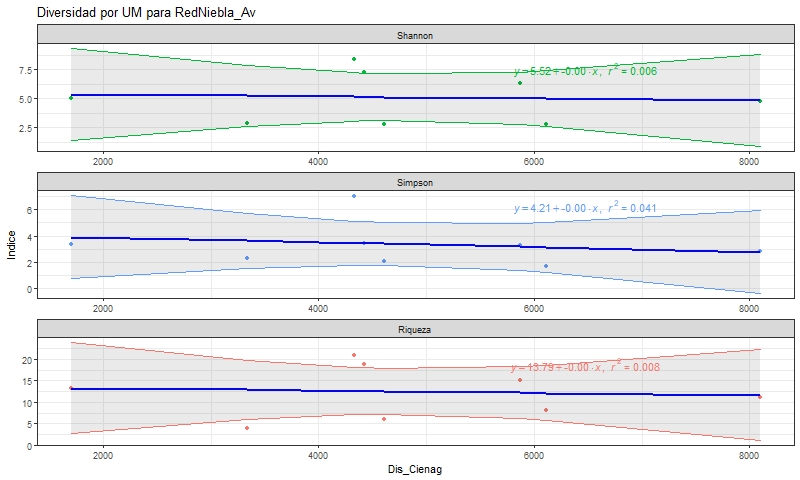 Diversidad por UM para RedNiebla_Av
Shannon
7.5
5.0
2.5
y = 5.52 + -0.00 · x, r² = 0.006
2000
4000
6000
8000
Simpson
Indice
6
4
2
0
y = 4.21 + -0.00 · x, r² = 0.041
2000
4000
6000
8000
Riqueza
20
15
10
5
0
y = 13.79 + -0.00 · x, r² = 0.008
2000
4000
6000
8000
Dis_Cienag